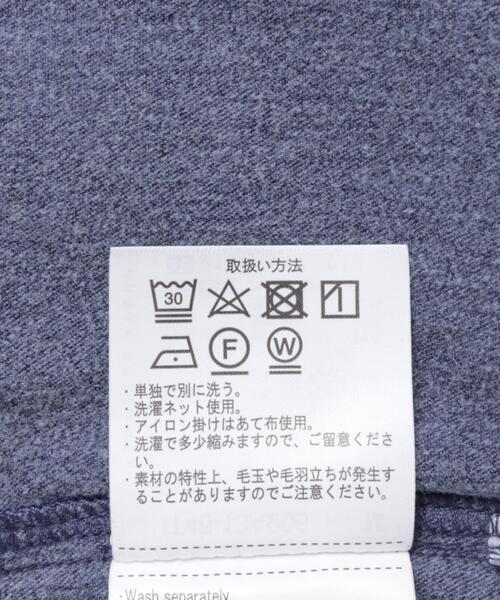 取扱い方法
30
F W
・単独で別に洗う。
・洗濯ネット使用。
・アイロン掛けはあて布使用。
・洗濯で多少縮みますので、ご留意くださ
い。
・素材の特性上、毛玉や毛羽立ちが発生す
ることがありますのでご注意ください。
・Wash separately.